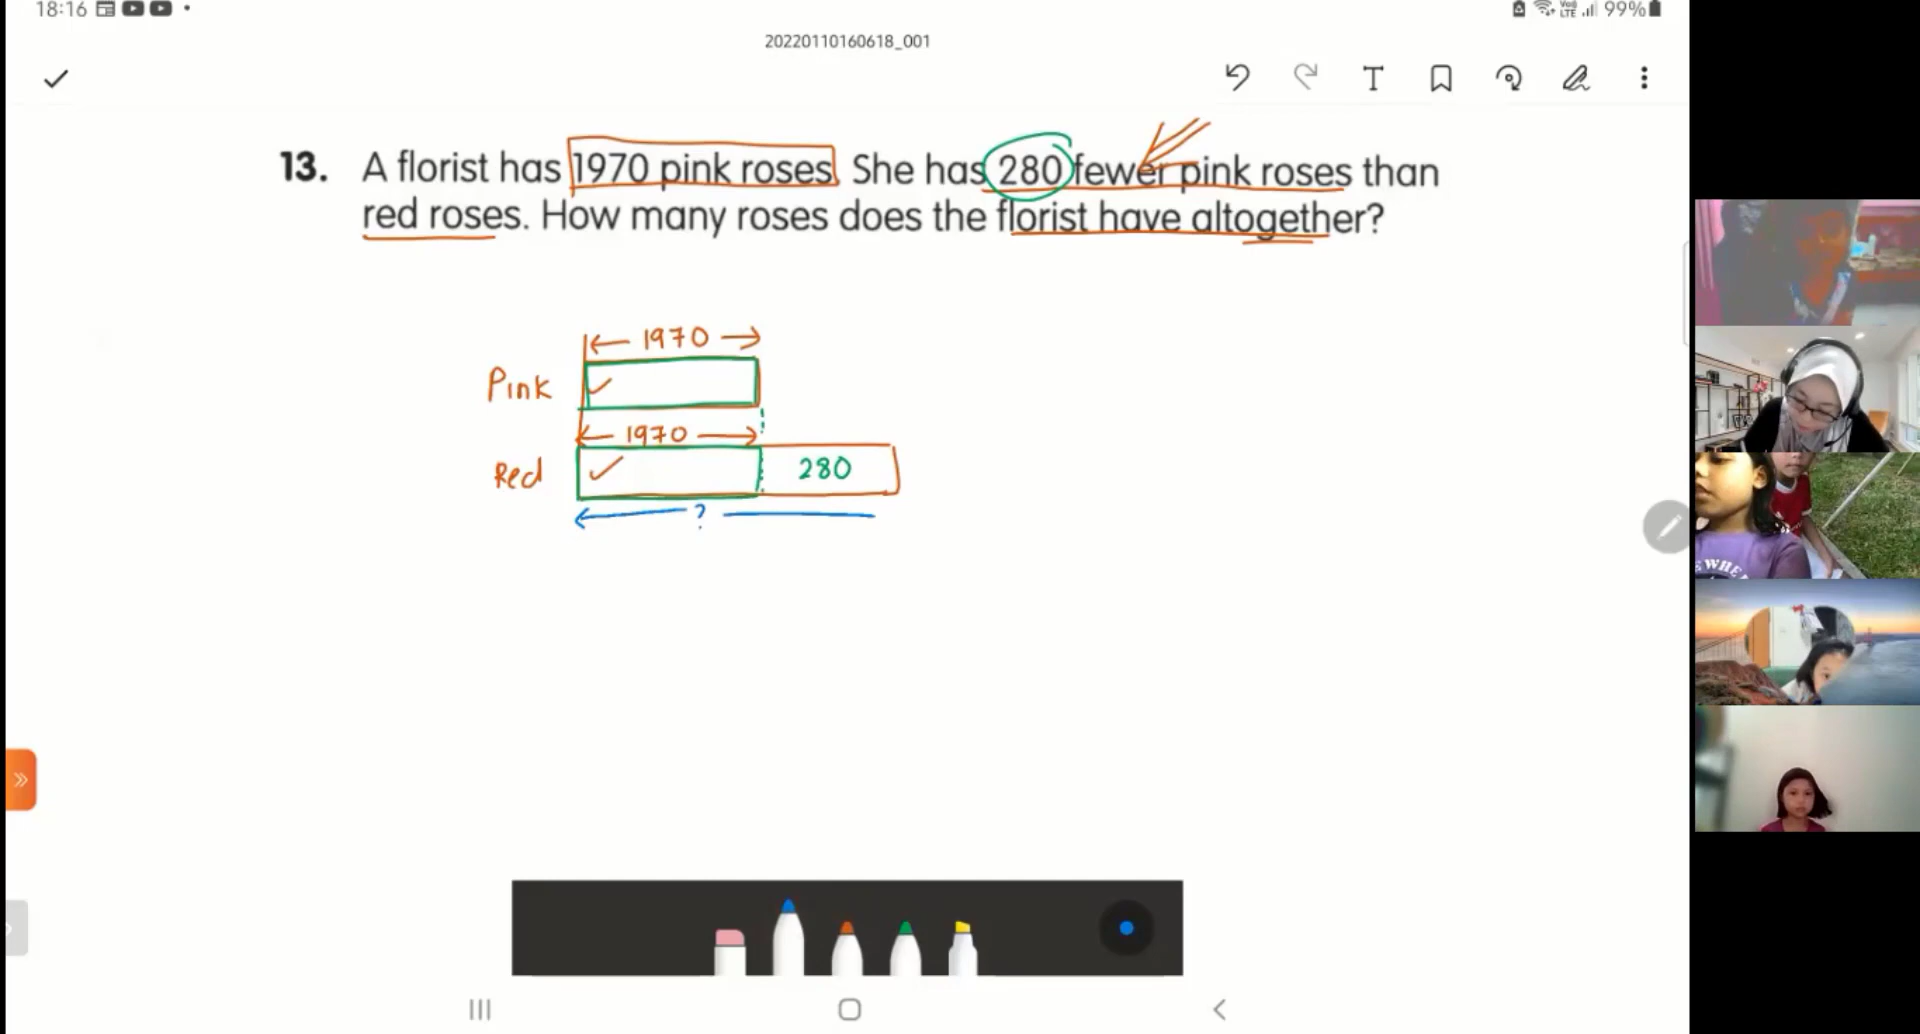 18:16 99%
20220110160618_001
T
13. A florist has 1970 pink roses. She has 280 fewer pink roses than
red roses. How many roses does the florist have altogether?
1970
Pink
1970
Red 280
?